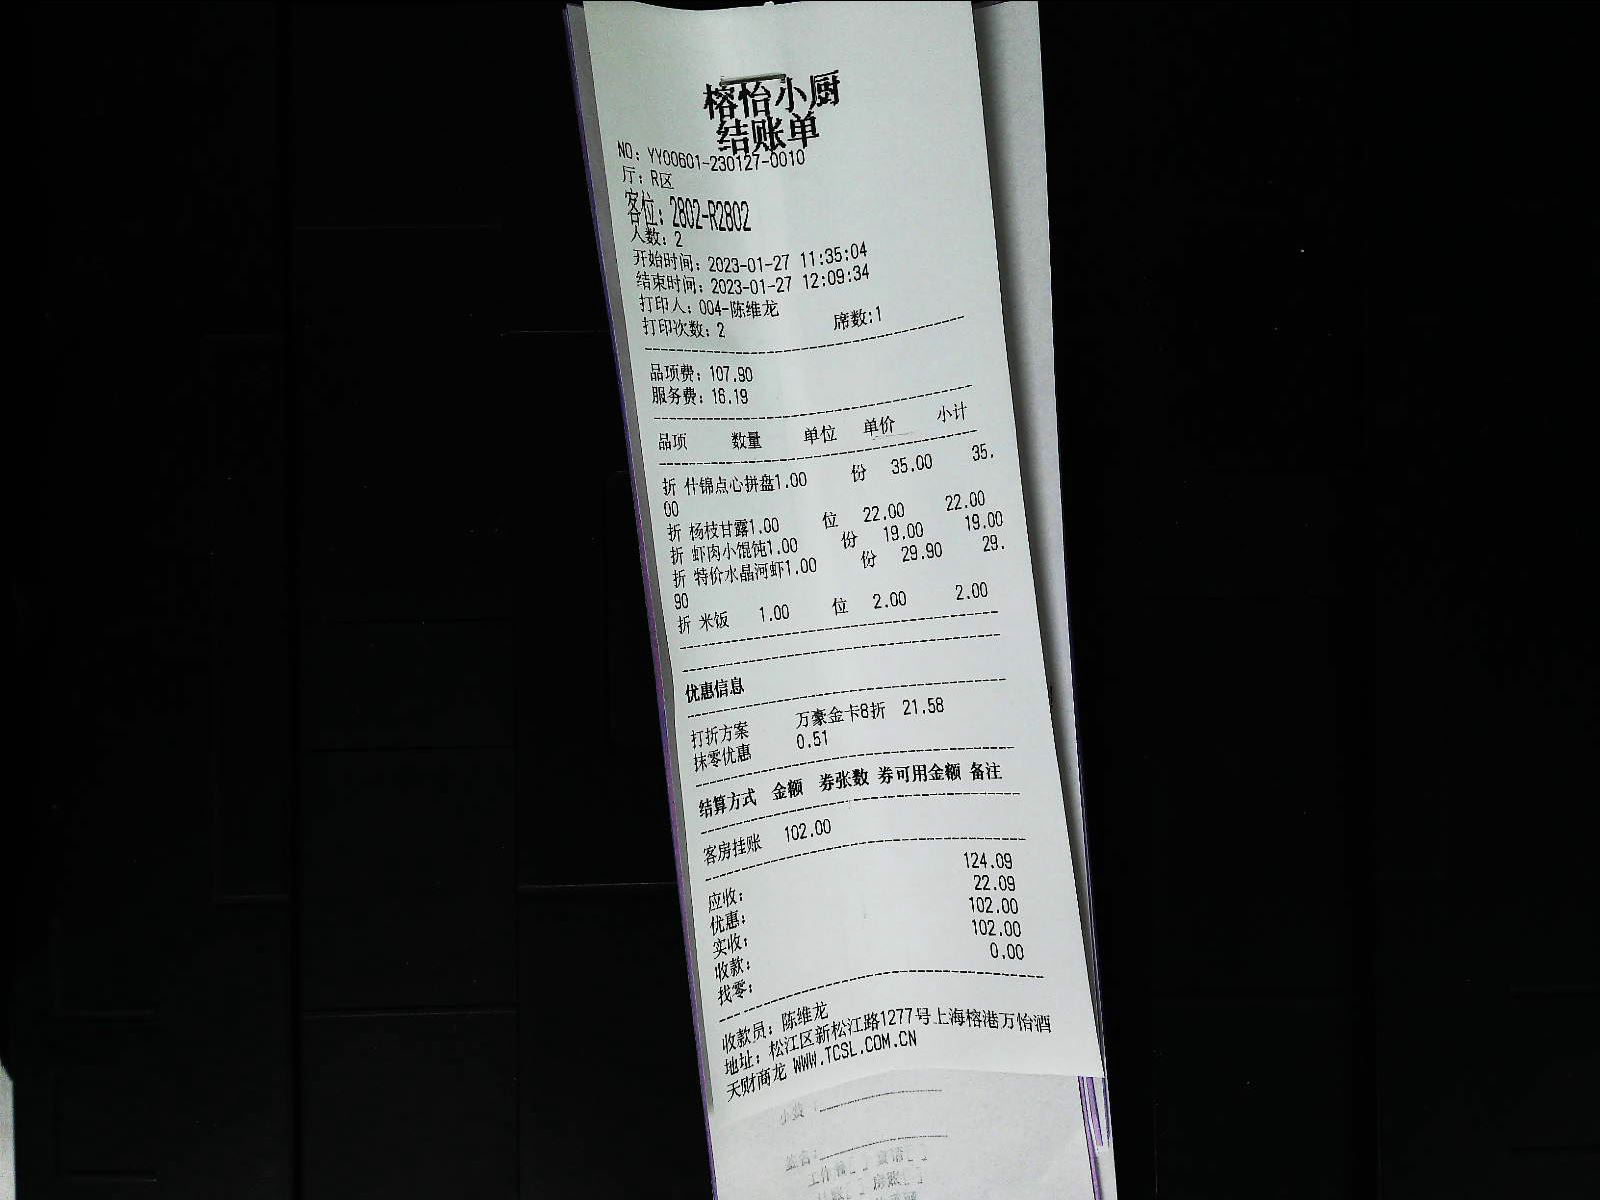 榕怡小厨
结账单
NO: YY00601-230127-0010
厅: R区
客位: 2802-R2802
人数: 2
开始时间: 2023-01-27 11:35:04
结束时间: 2023-01-27 12:09:34
打印人: 004-陈维龙
打印次数: 2 席数:1
品项费: 107.90
服务费: 16.19
品项 数量 单位 单价 小计
折 什锦点心拼盘1.00 份 35.00 35.
00
折 杨枝甘露1.00 位 22.00 22.00
折 虾肉小馄饨1.00 份 19.00 19.00
折 特价水晶河虾1.00 份 29.90 29.
90
折 米饭 1.00 位 2.00 2.00
优惠信息
打折方案 万豪金卡8折 21.58
抹零优惠 0.51
结算方式 金额 券张数 券可用金额 备注
客房挂账 102.00
应收: 124.09
优惠: 22.09
实收: 102.00
收款: 102.00
找零: 0.00
收款员: 陈维龙
地址: 松江区新松江路1277号上海榕港万怡酒
天财商龙 WWW.TCSL.COM.CN